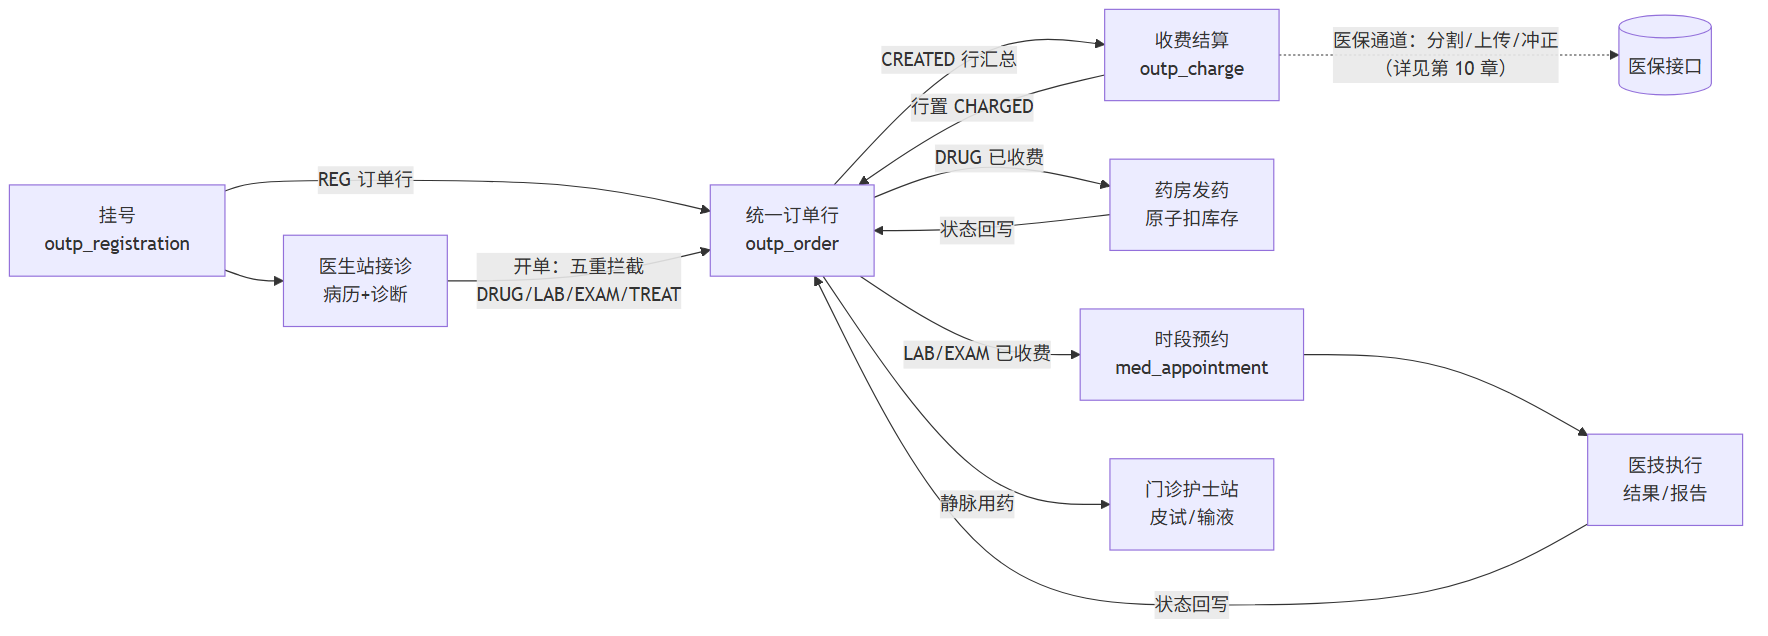 挂号
outp_registration
REG 订单行
医生站接诊
病历+诊断
开单：五重拦截
DRUG/LAB/EXAM/TREAT
统一订单行
outp_order
CREATED 行汇总
行置 CHARGED
收费结算
outp_charge
医保通道：分割/上传/冲正
（详见第 10 章）
医保接口
DRUG 已收费
药房发药
原子扣库存
状态回写
LAB/EXAM 已收费
时段预约
med_appointment
静脉用药
门诊护士站
皮试/输液
医技执行
结果/报告
状态回写